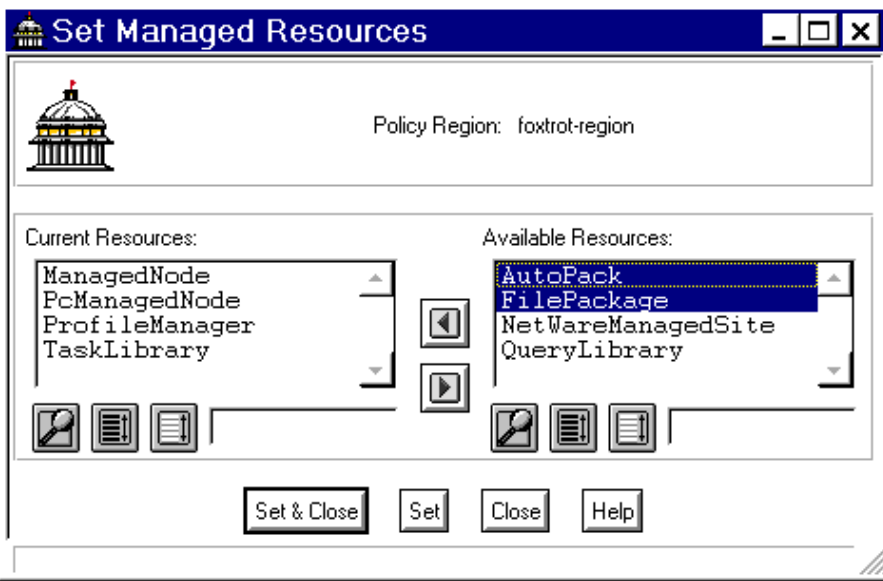 Set Managed Resources
Policy Region: foxtrot-region
Current Resources:
ManagedNode
PcManagedNode
ProfileManager
TaskLibrary
Available Resources:
AutoPack
FilePackage
NetWareManagedSite
QueryLibrary
Set & Close Set Close Help